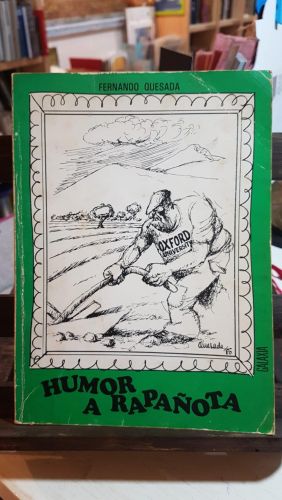 FERNANDO QUESADA
OXFORD
UNIVERSITY
Quesada
GALAXIA
HUMOR
A RAPAÑOTA